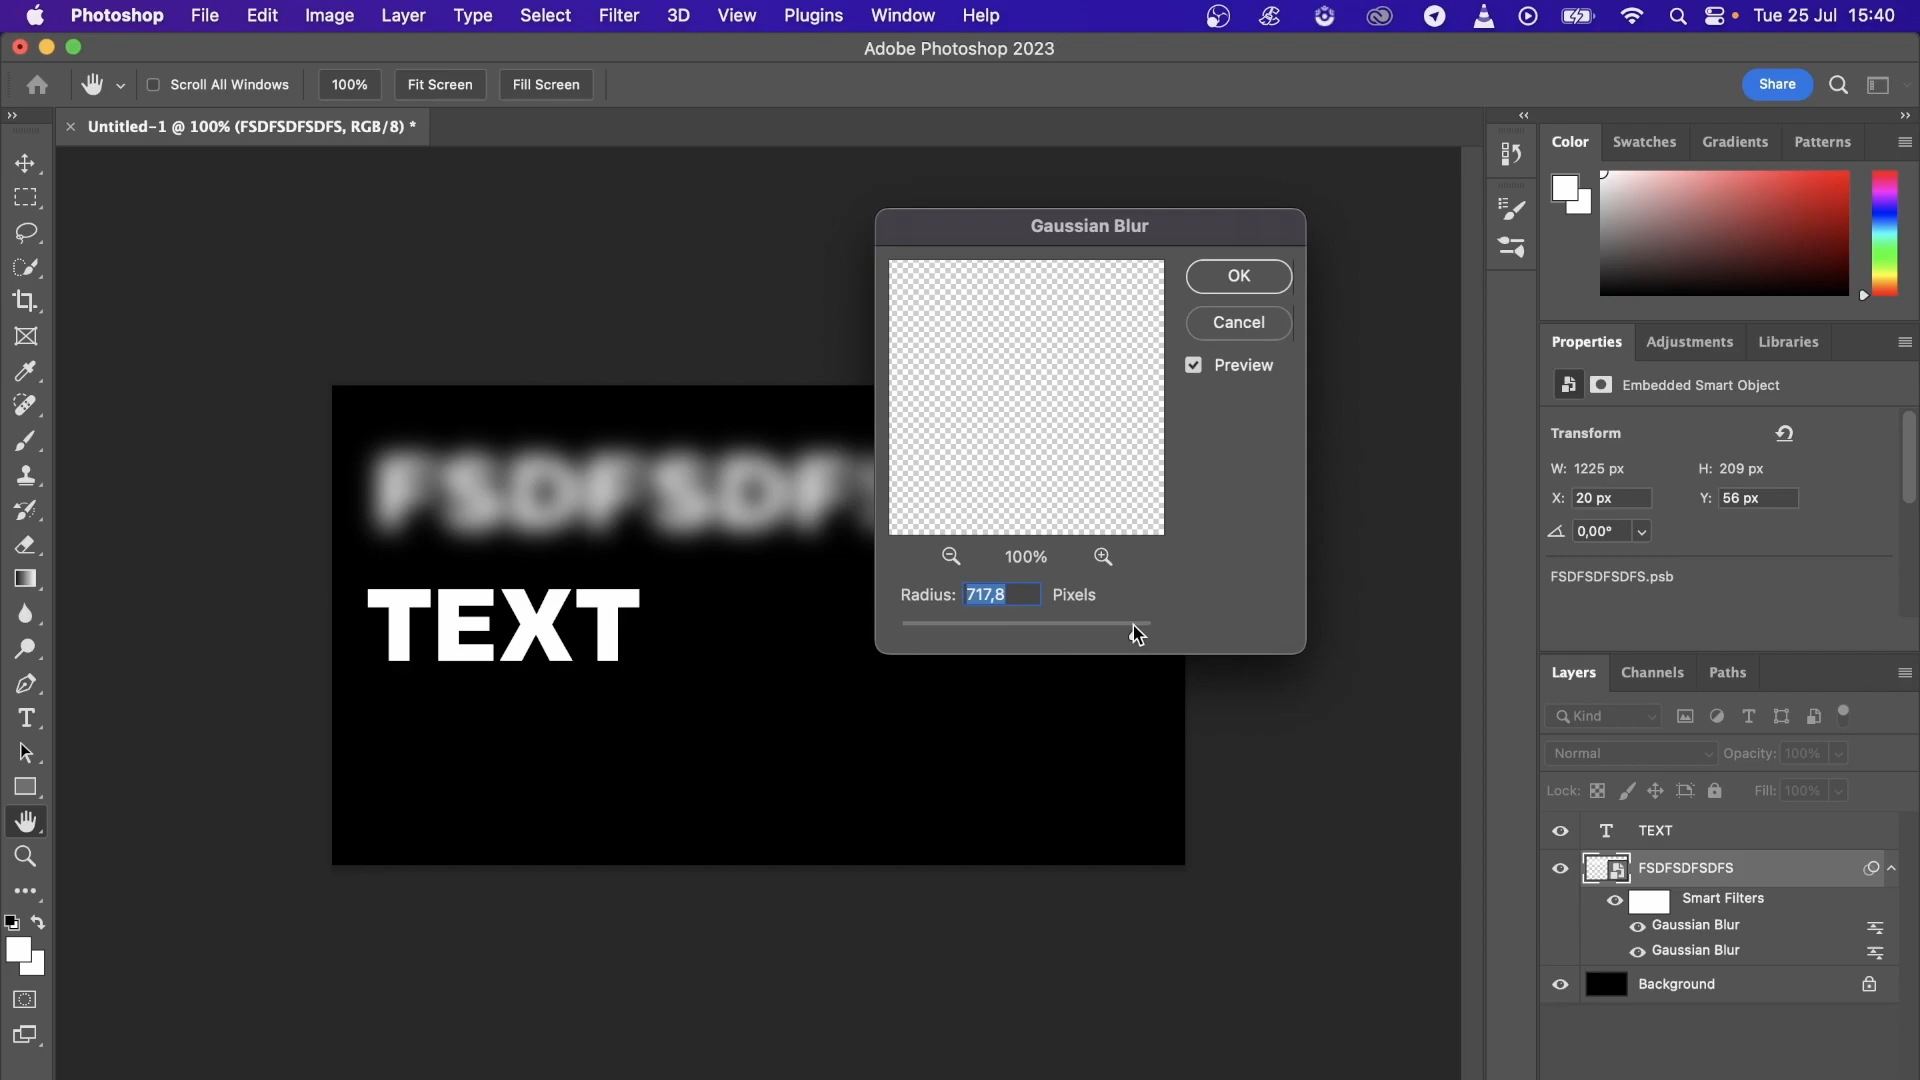 Photoshop File Edit Image Layer Type Select Filter 3D View Plugins Window Help Tue 25 Jul 15:40
Adobe Photoshop 2023
Scroll All Windows 100% Fit Screen Fill Screen Share
Untitled-1 @ 100% (FSDFSDFSDFS, RGB/8) *
Color Swatches Gradients Patterns
Gaussian Blur
OK
Cancel
Preview
100%
Radius: 717,8 Pixels
FSDFSDF
TEXT
Properties Adjustments Libraries
Embedded Smart Object
Transform
W: 1225 px H: 209 px
X: 20 px Y: 56 px
0,00°
FSDFSDFSDFS.psb
Layers Channels Paths
Kind
Normal Opacity: 100%
Lock: Fill: 100%
TEXT
FSDFSDFSDFS
Smart Filters
Gaussian Blur
Gaussian Blur
Background